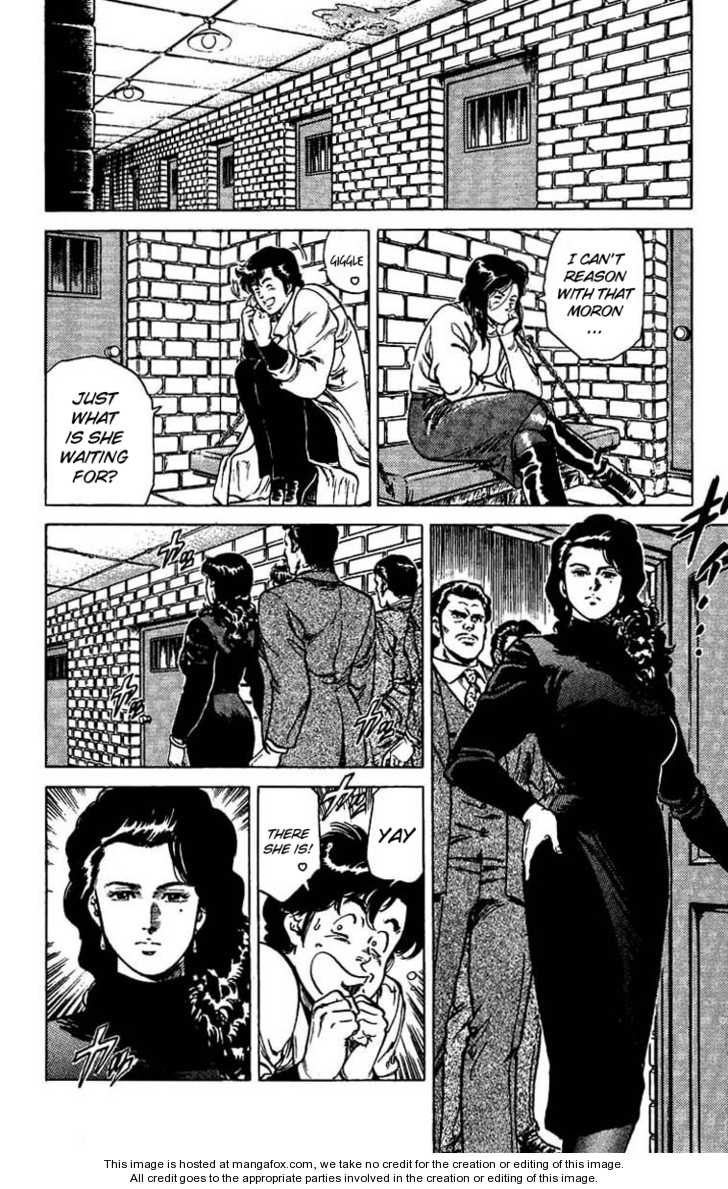 I CAN'T
REASON
WITH THAT
MORON
...
GIGGLE
♡
JUST
WHAT
IS SHE
WAITING
FOR?
YAY
THERE
SHE IS!
♡
This image is hosted at mangafox.com, we take no credit for the creation or editing of this image.
All credit goes to the appropriate parties involved in the creation or editing of this image.